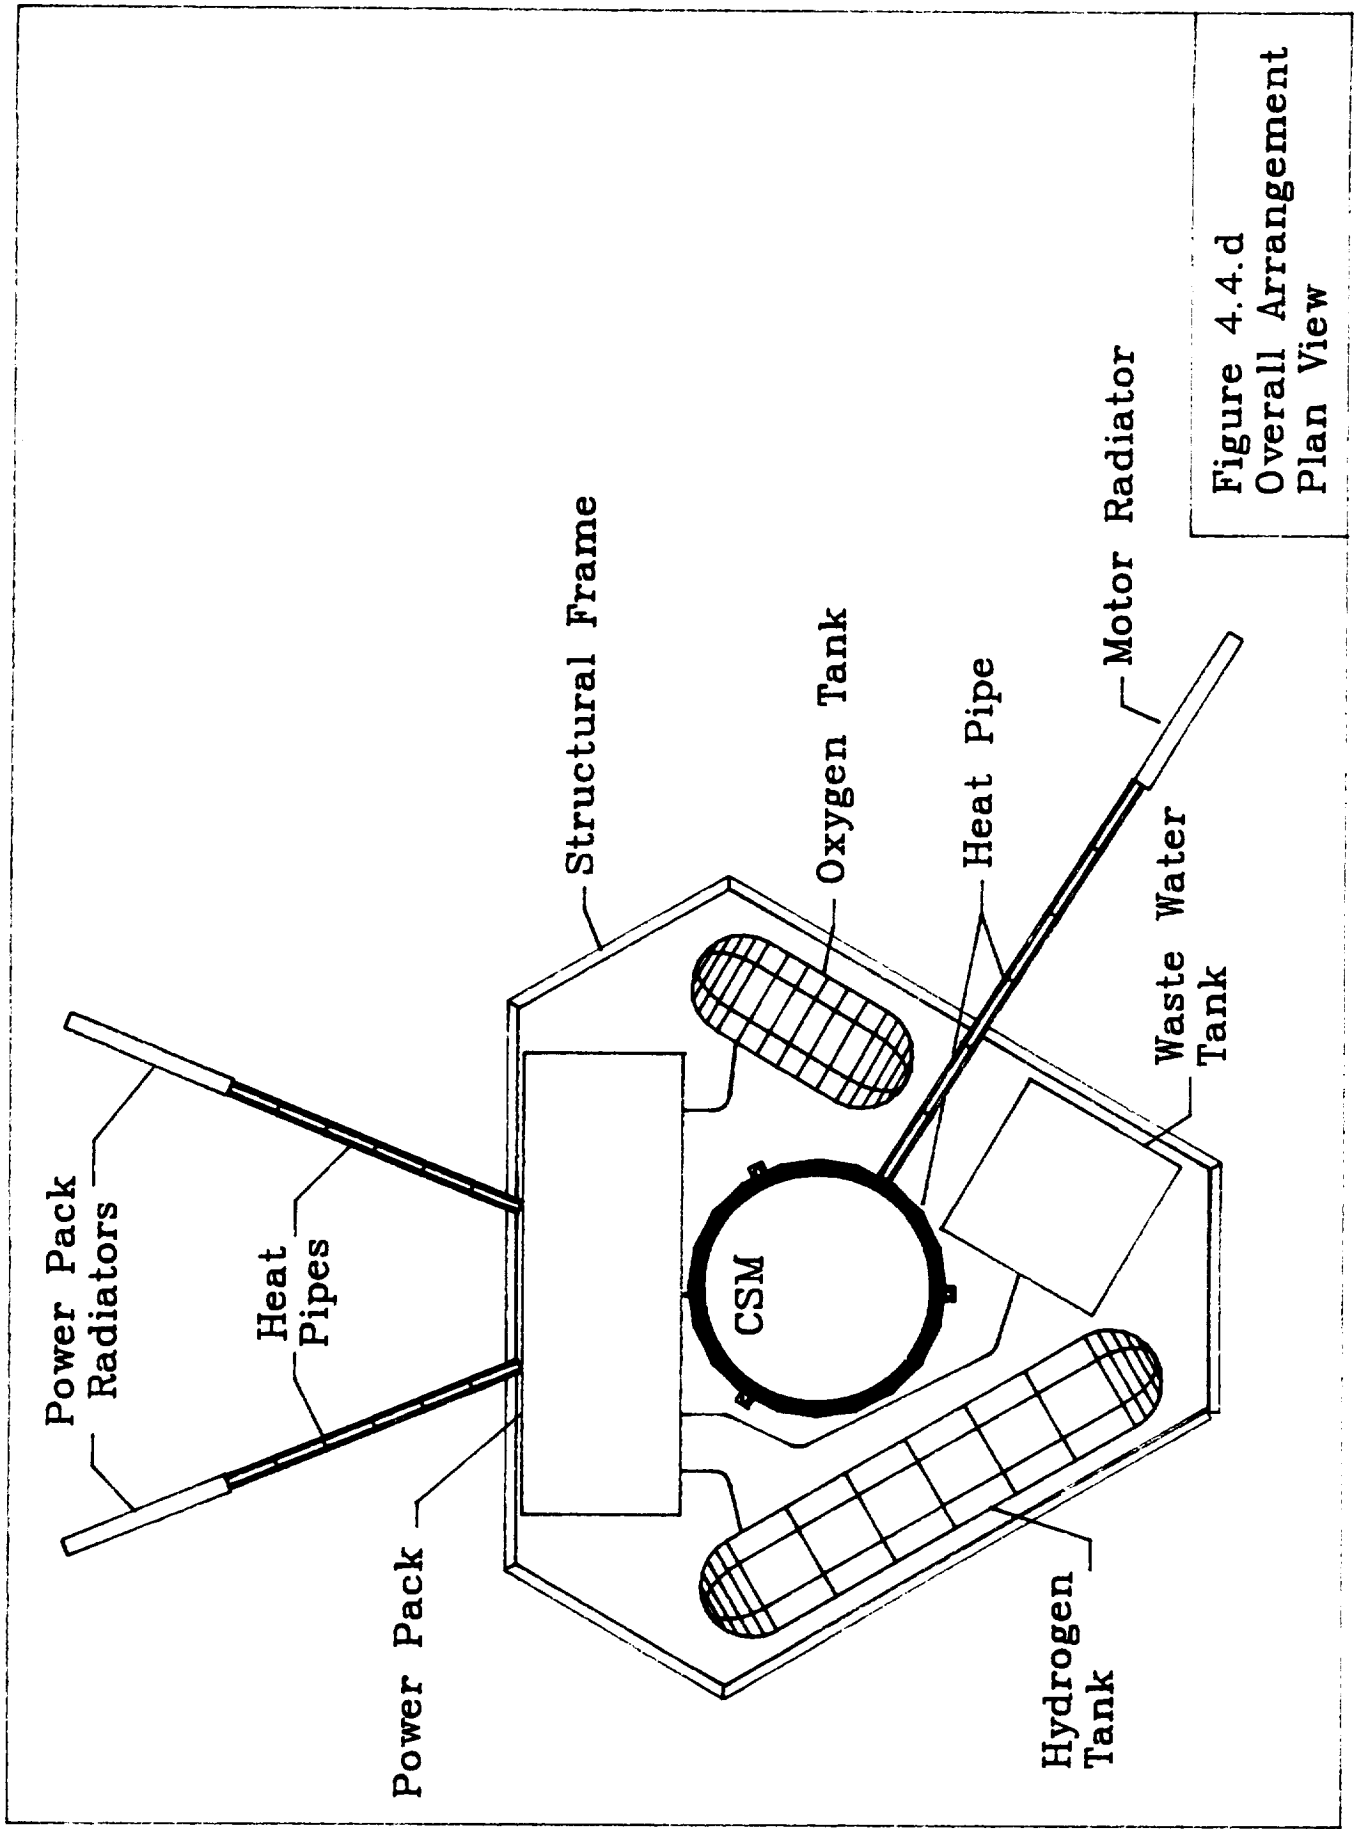 Power Pack
Radiators
Heat
Pipes
Power Pack
Structural Frame
CSM
Oxygen Tank
Heat Pipe
Motor Radiator
Waste Water
Tank
Hydrogen
Tank
Figure 4.4.d
Overall Arrangement
Plan View